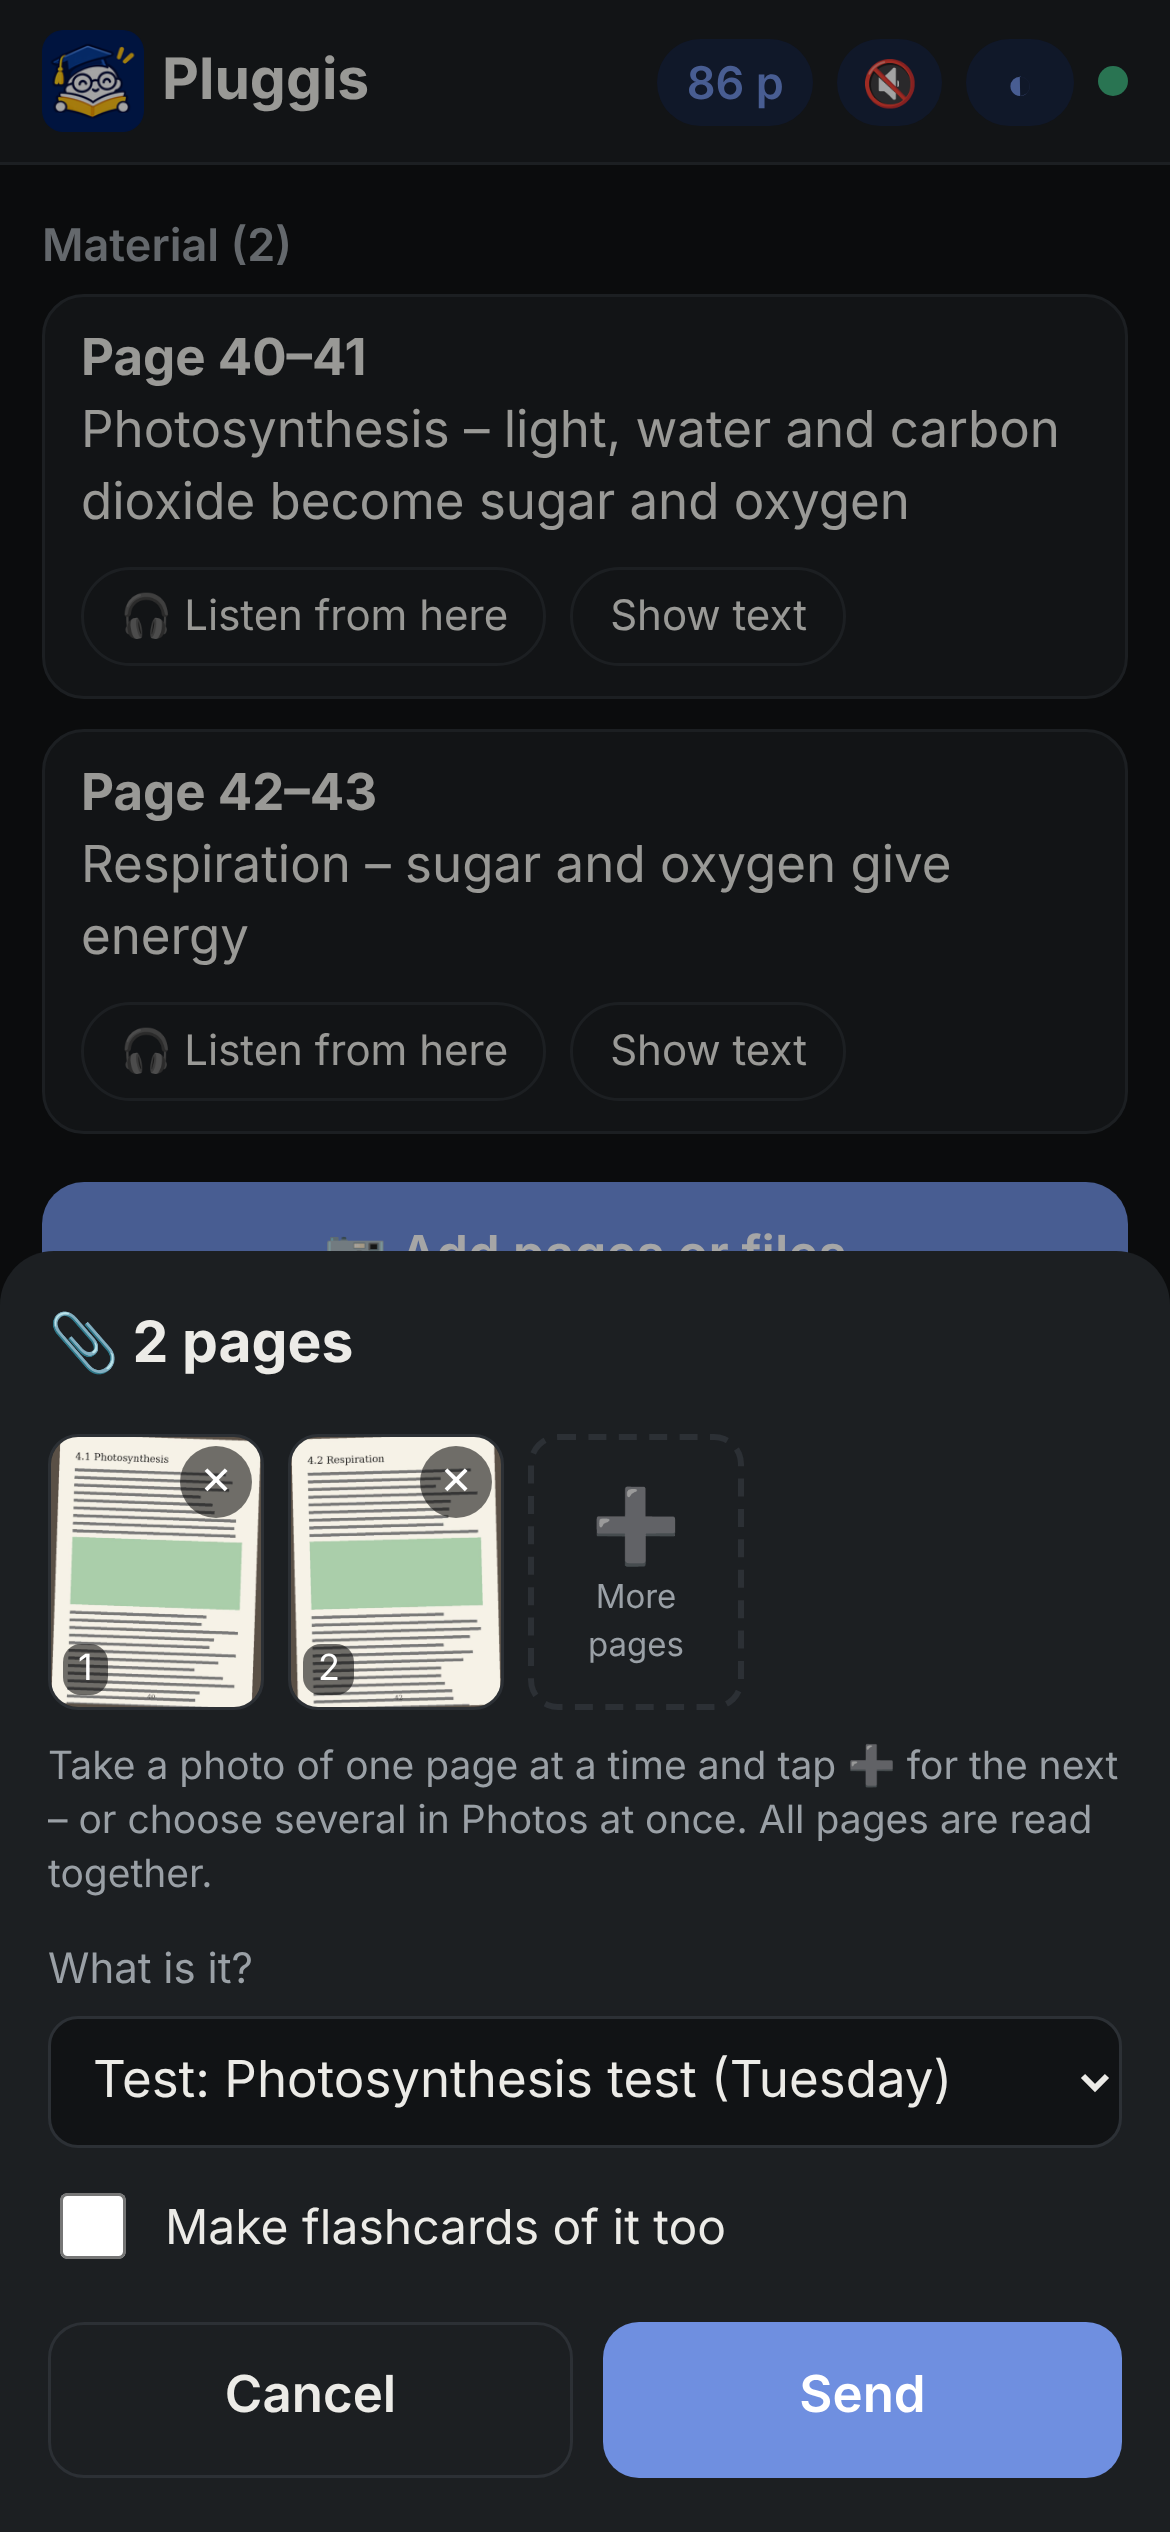 Pluggis
86 p
Material (2)
Page 40–41
Photosynthesis – light, water and carbon
dioxide become sugar and oxygen
🎧 Listen from here
Show text
Page 42–43
Respiration – sugar and oxygen give
energy
🎧 Listen from here
Show text
Add pages or files
📎 2 pages
4.1 Photosynthesis
1
4.2 Respiration
2
More
pages
Take a photo of one page at a time and tap ➕ for the next
– or choose several in Photos at once. All pages are read
together.
What is it?
Test: Photosynthesis test (Tuesday)
Make flashcards of it too
Cancel
Send